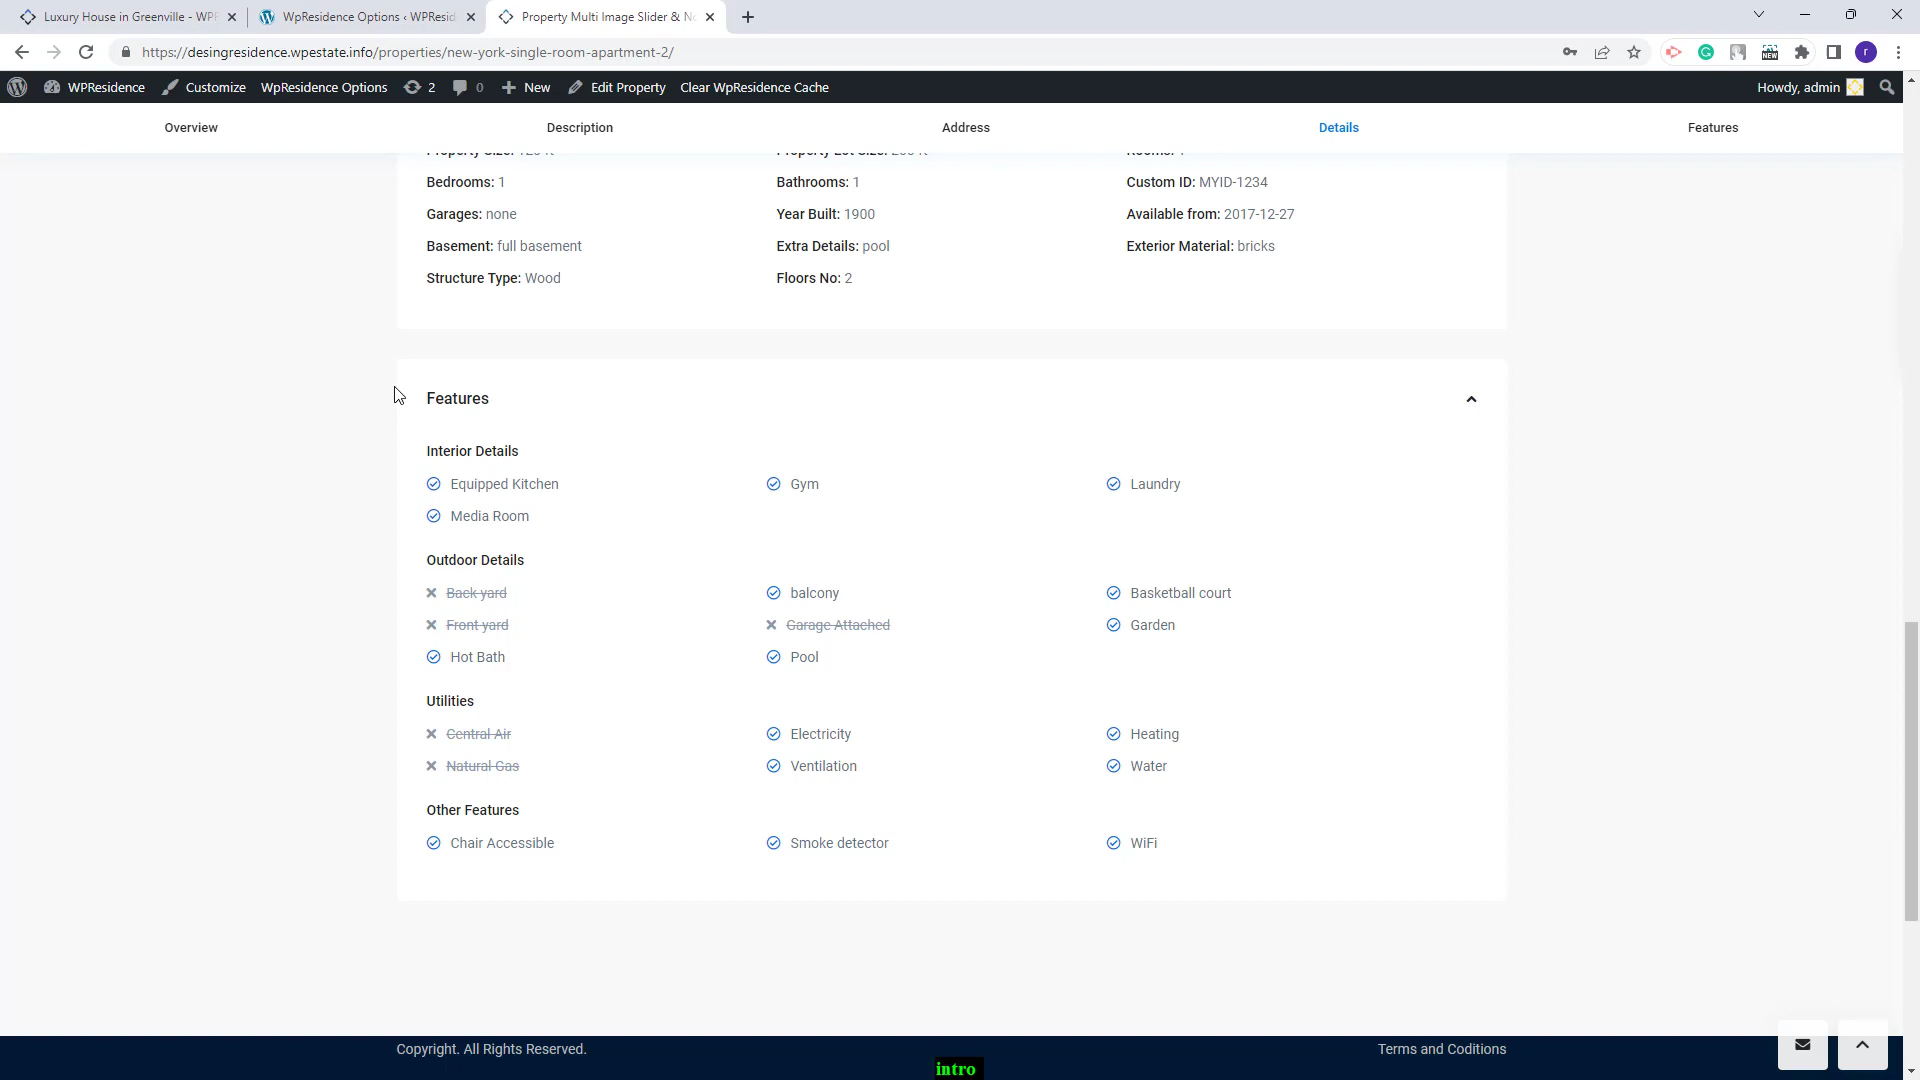 Luxury House in Greenville - WPF
WpResidence Options ‹ WPResid
Property Multi Image Slider & N
https://desingresidence.wpestate.info/properties/new-york-single-room-apartment-2/
WPResidence Customize WpResidence Options 2 0 New Edit Property Clear WpResidence Cache Howdy, admin
Overview Description Address Details Features
Bedrooms: 1 Bathrooms: 1 Custom ID: MYID-1234
Garages: none Year Built: 1900 Available from: 2017-12-27
Basement: full basement Extra Details: pool Exterior Material: bricks
Structure Type: Wood Floors No: 2
Features
Interior Details
Equipped Kitchen Gym Laundry
Media Room
Outdoor Details
Back yard balcony Basketball court
Front yard Garage Attached Garden
Hot Bath Pool
Utilities
Central Air Electricity Heating
Natural Gas Ventilation Water
Other Features
Chair Accessible Smoke detector WiFi
Copyright. All Rights Reserved. Terms and Coditions
intro